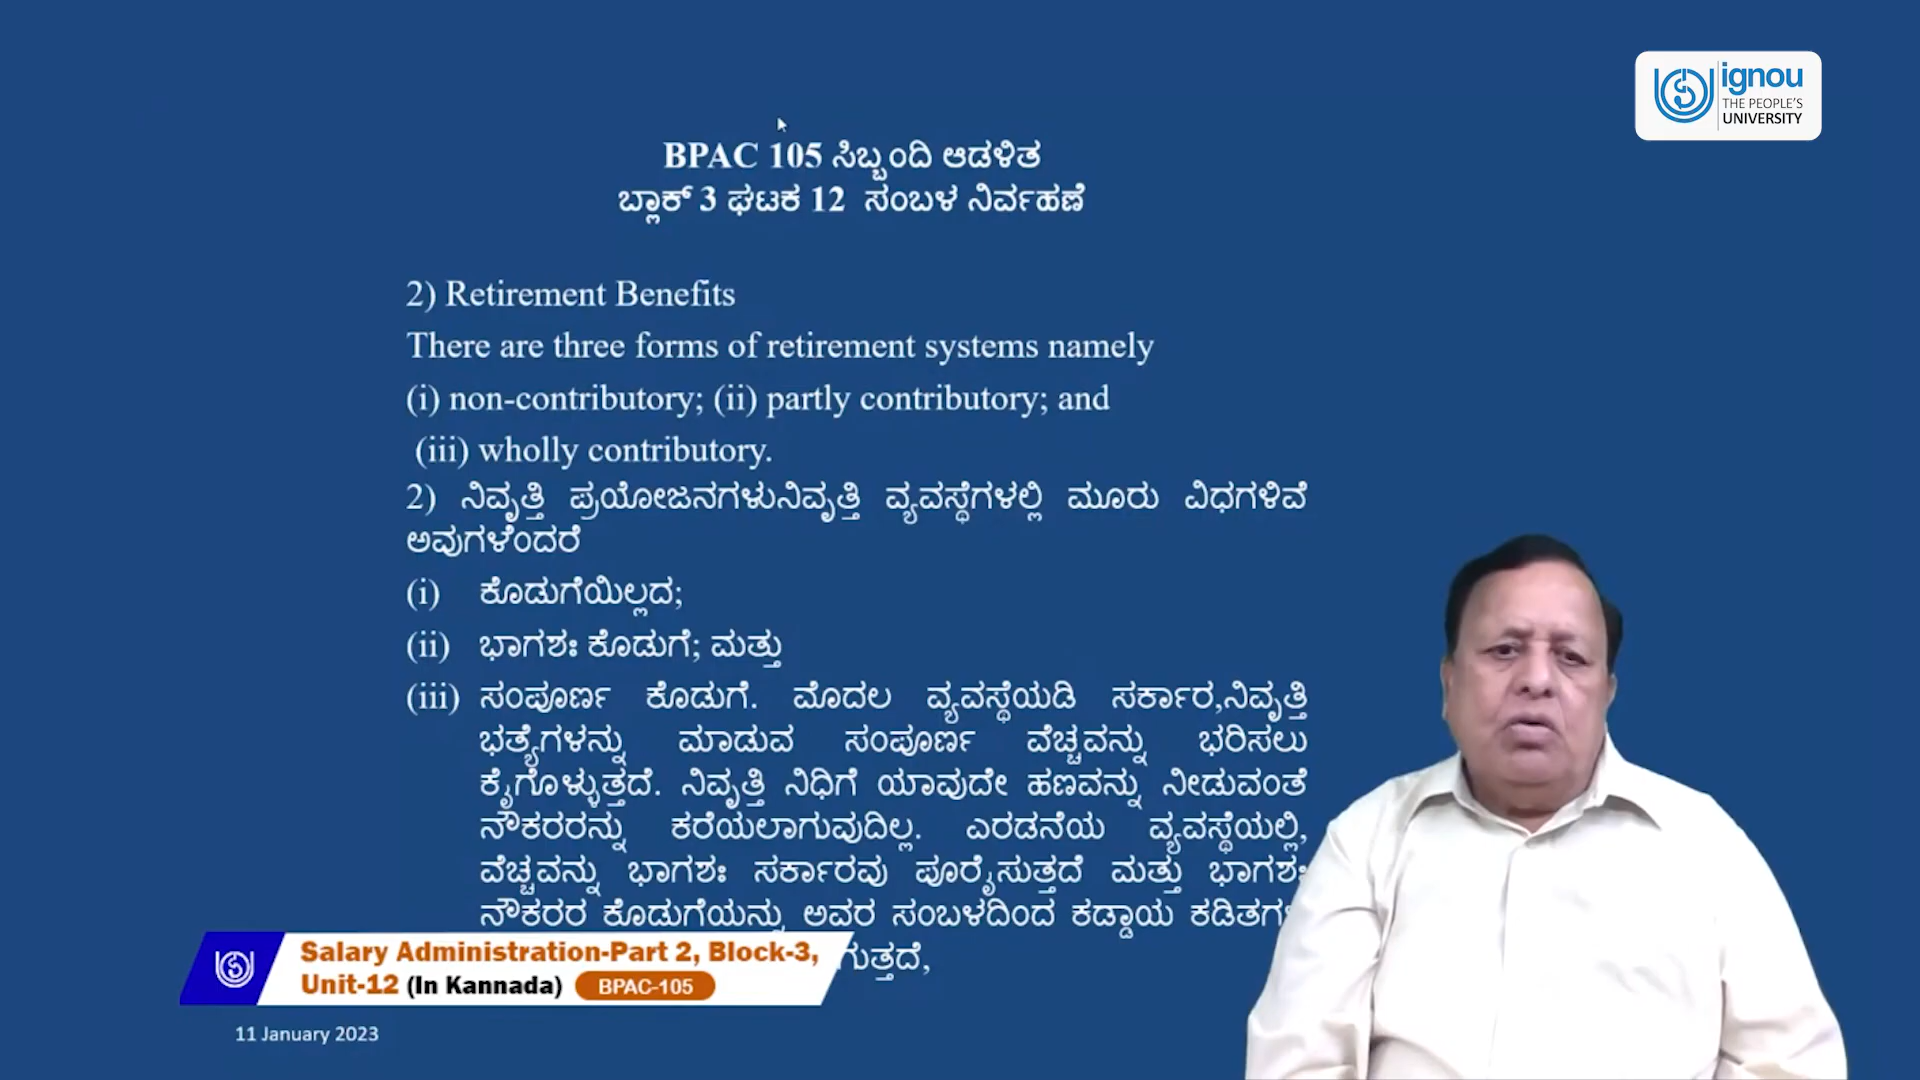 ignou
THE PEOPLE'S
UNIVERSITY
BPAC 105 ಸಿಬ್ಬಂದಿ ಆಡಳಿತ
ಬ್ಲಾಕ್ 3 ಘಟಕ 12 ಸಂಬಳ ನಿರ್ವಹಣೆ
2) Retirement Benefits
There are three forms of retirement systems namely
(i) non-contributory; (ii) partly contributory; and
(iii) wholly contributory.
2) ನಿವೃತ್ತಿ ಪ್ರಯೋಜನಗಳುನಿವೃತ್ತಿ ವ್ಯವಸ್ಥೆಗಳಲ್ಲಿ ಮೂರು ವಿಧಗಳಿವೆ
ಅವುಗಳೆಂದರೆ
(i) ಕೊಡುಗೆಯಿಲ್ಲದ;
(ii) ಭಾಗಶಃ ಕೊಡುಗೆ; ಮತ್ತು
(iii) ಸಂಪೂರ್ಣ ಕೊಡುಗೆ. ಮೊದಲ ವ್ಯವಸ್ಥೆಯಡಿ ಸರ್ಕಾರ,ನಿವೃತ್ತಿ
ಭತ್ಯೆಗಳನ್ನು ಮಾಡುವ ಸಂಪೂರ್ಣ ವೆಚ್ಚವನ್ನು ಭರಿಸಲು
ಕೈಗೊಳ್ಳುತ್ತದೆ. ನಿವೃತ್ತಿ ನಿಧಿಗೆ ಯಾವುದೇ ಹಣವನ್ನು ನೀಡುವಂತೆ
ನೌಕರರನ್ನು ಕರೆಯಲಾಗುವುದಿಲ್ಲ. ಎರಡನೆಯ ವ್ಯವಸ್ಥೆಯಲ್ಲಿ,
ವೆಚ್ಚವನ್ನು ಭಾಗಶಃ ಸರ್ಕಾರವು ಪೂರೈಸುತ್ತದೆ ಮತ್ತು ಭಾಗಶಃ
ನೌಕರರ ಕೊಡುಗೆಯನ್ನು ಅವರ ಸಂಬಳದಿಂದ ಕಡ್ಡಾಯ
Salary Administration-Part 2, Block-3,
Unit-12 (In Kannada) BPAC-105
11 January 2023